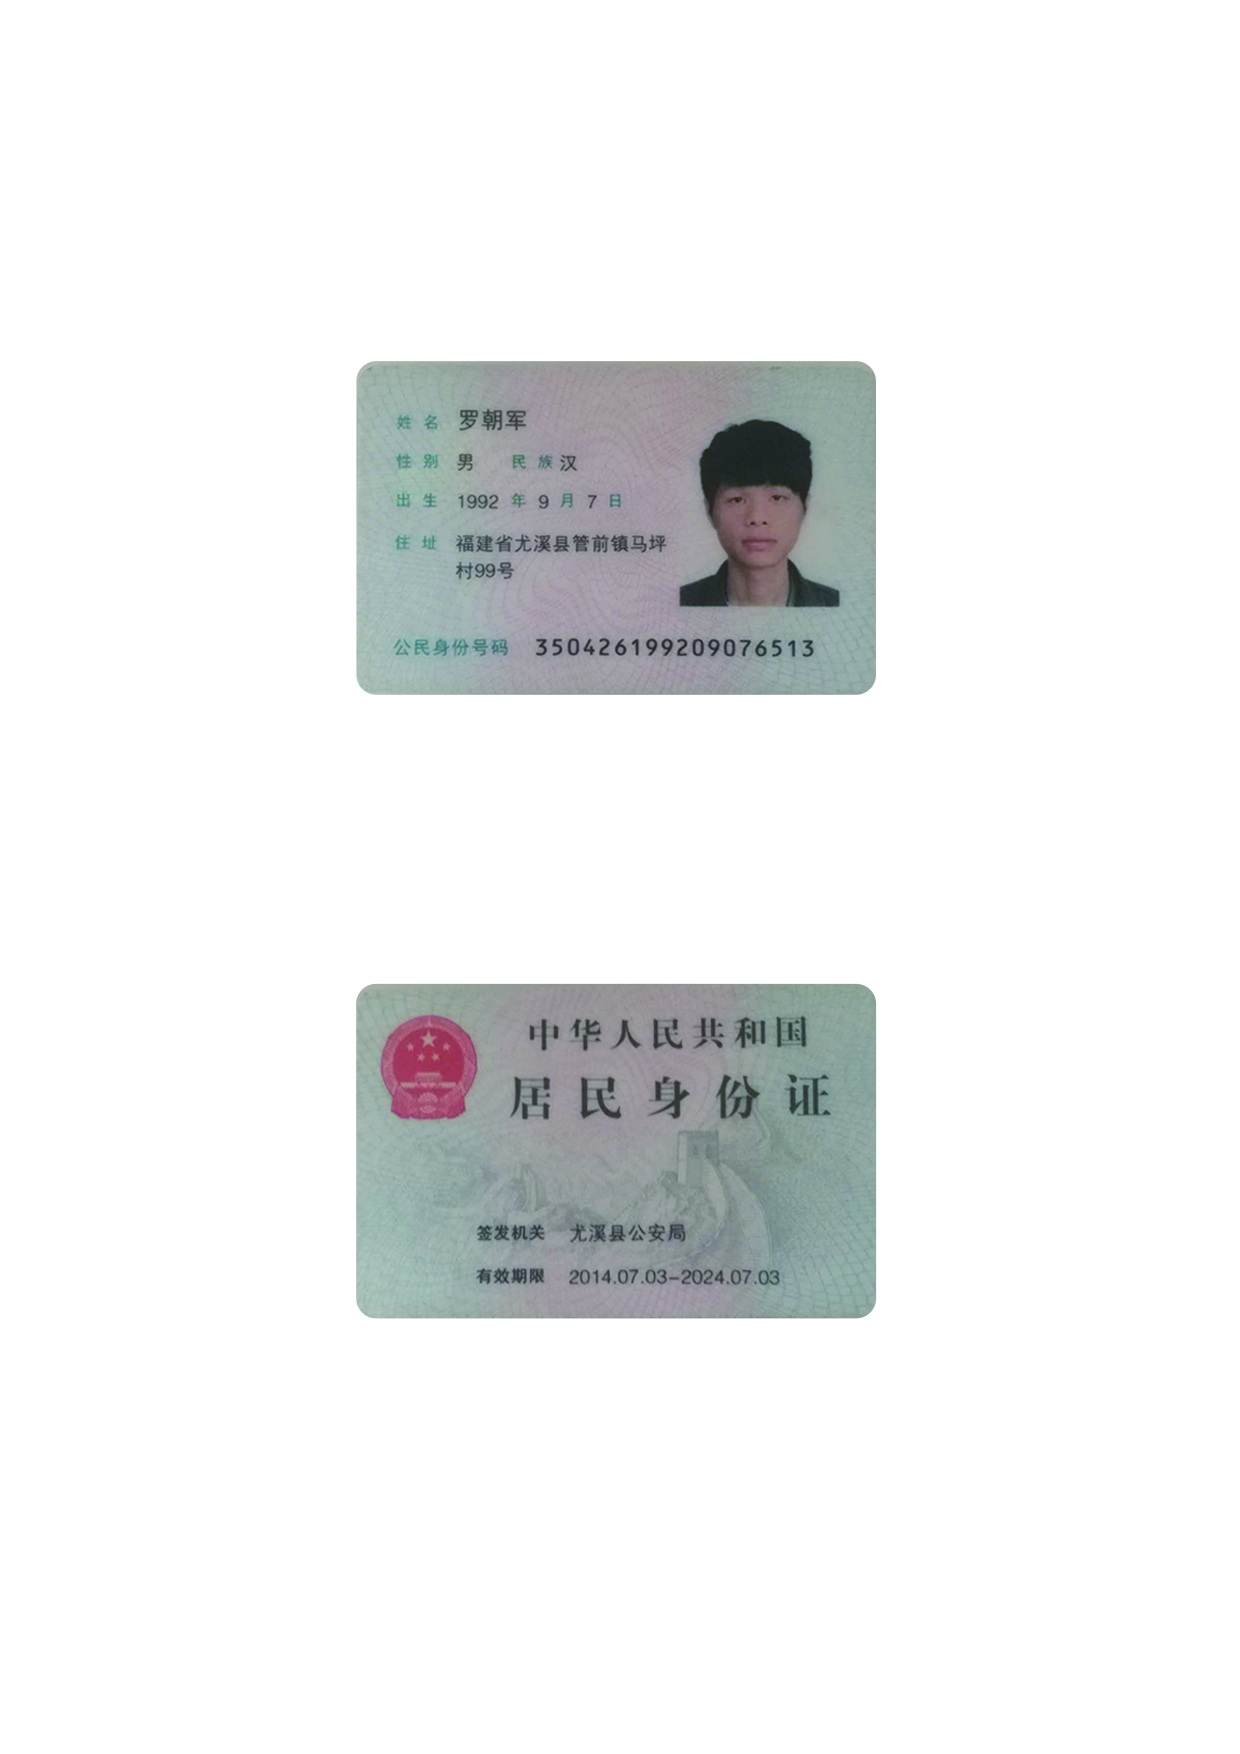 姓名 罗朝军
性别 男 民族 汉
出生 1992 年 9 月 7 日
住址 福建省尤溪县管前镇马坪
村99号
公民身份号码 350426199209076513
中华人民共和国
居民身份证
签发机关 尤溪县公安局
有效期限 2014.07.03-2024.07.03